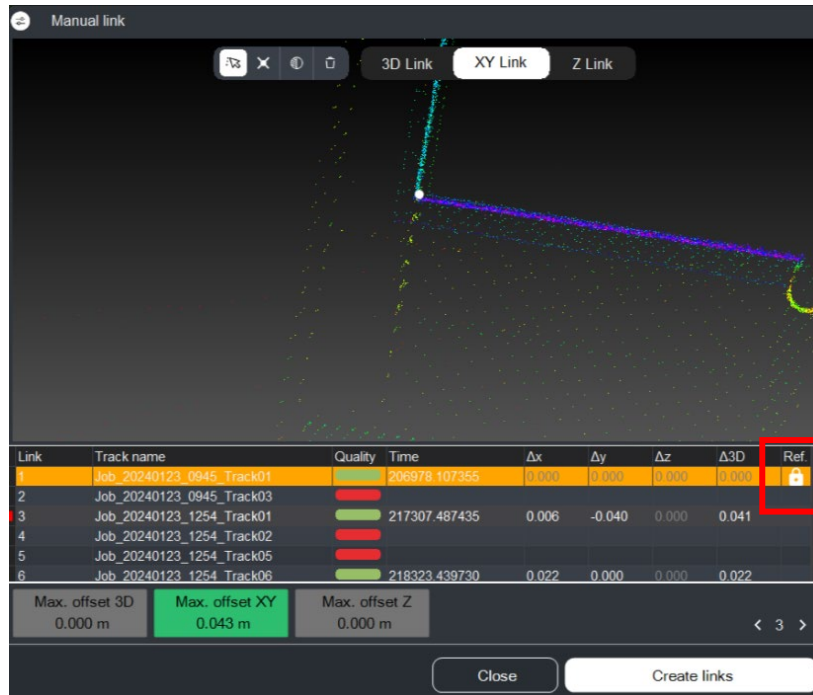 Manual link
3D Link XY Link Z Link
Link Track name Quality Time Δx Δy Δz Δ3D Ref.
1 Job_20240123_0945_Track01 206978.107355 0.000 0.000 0.000 0.000
2 Job_20240123_0945_Track03
3 Job_20240123_1254_Track01 217307.487435 0.006 -0.040 0.000 0.041
4 Job_20240123_1254_Track02
5 Job_20240123_1254_Track05
6 Job_20240123_1254_Track06 218323.439730 0.022 0.000 0.000 0.022
Max. offset 3D Max. offset XY Max. offset Z
0.000 m 0.043 m 0.000 m
< 3 >
Close Create links